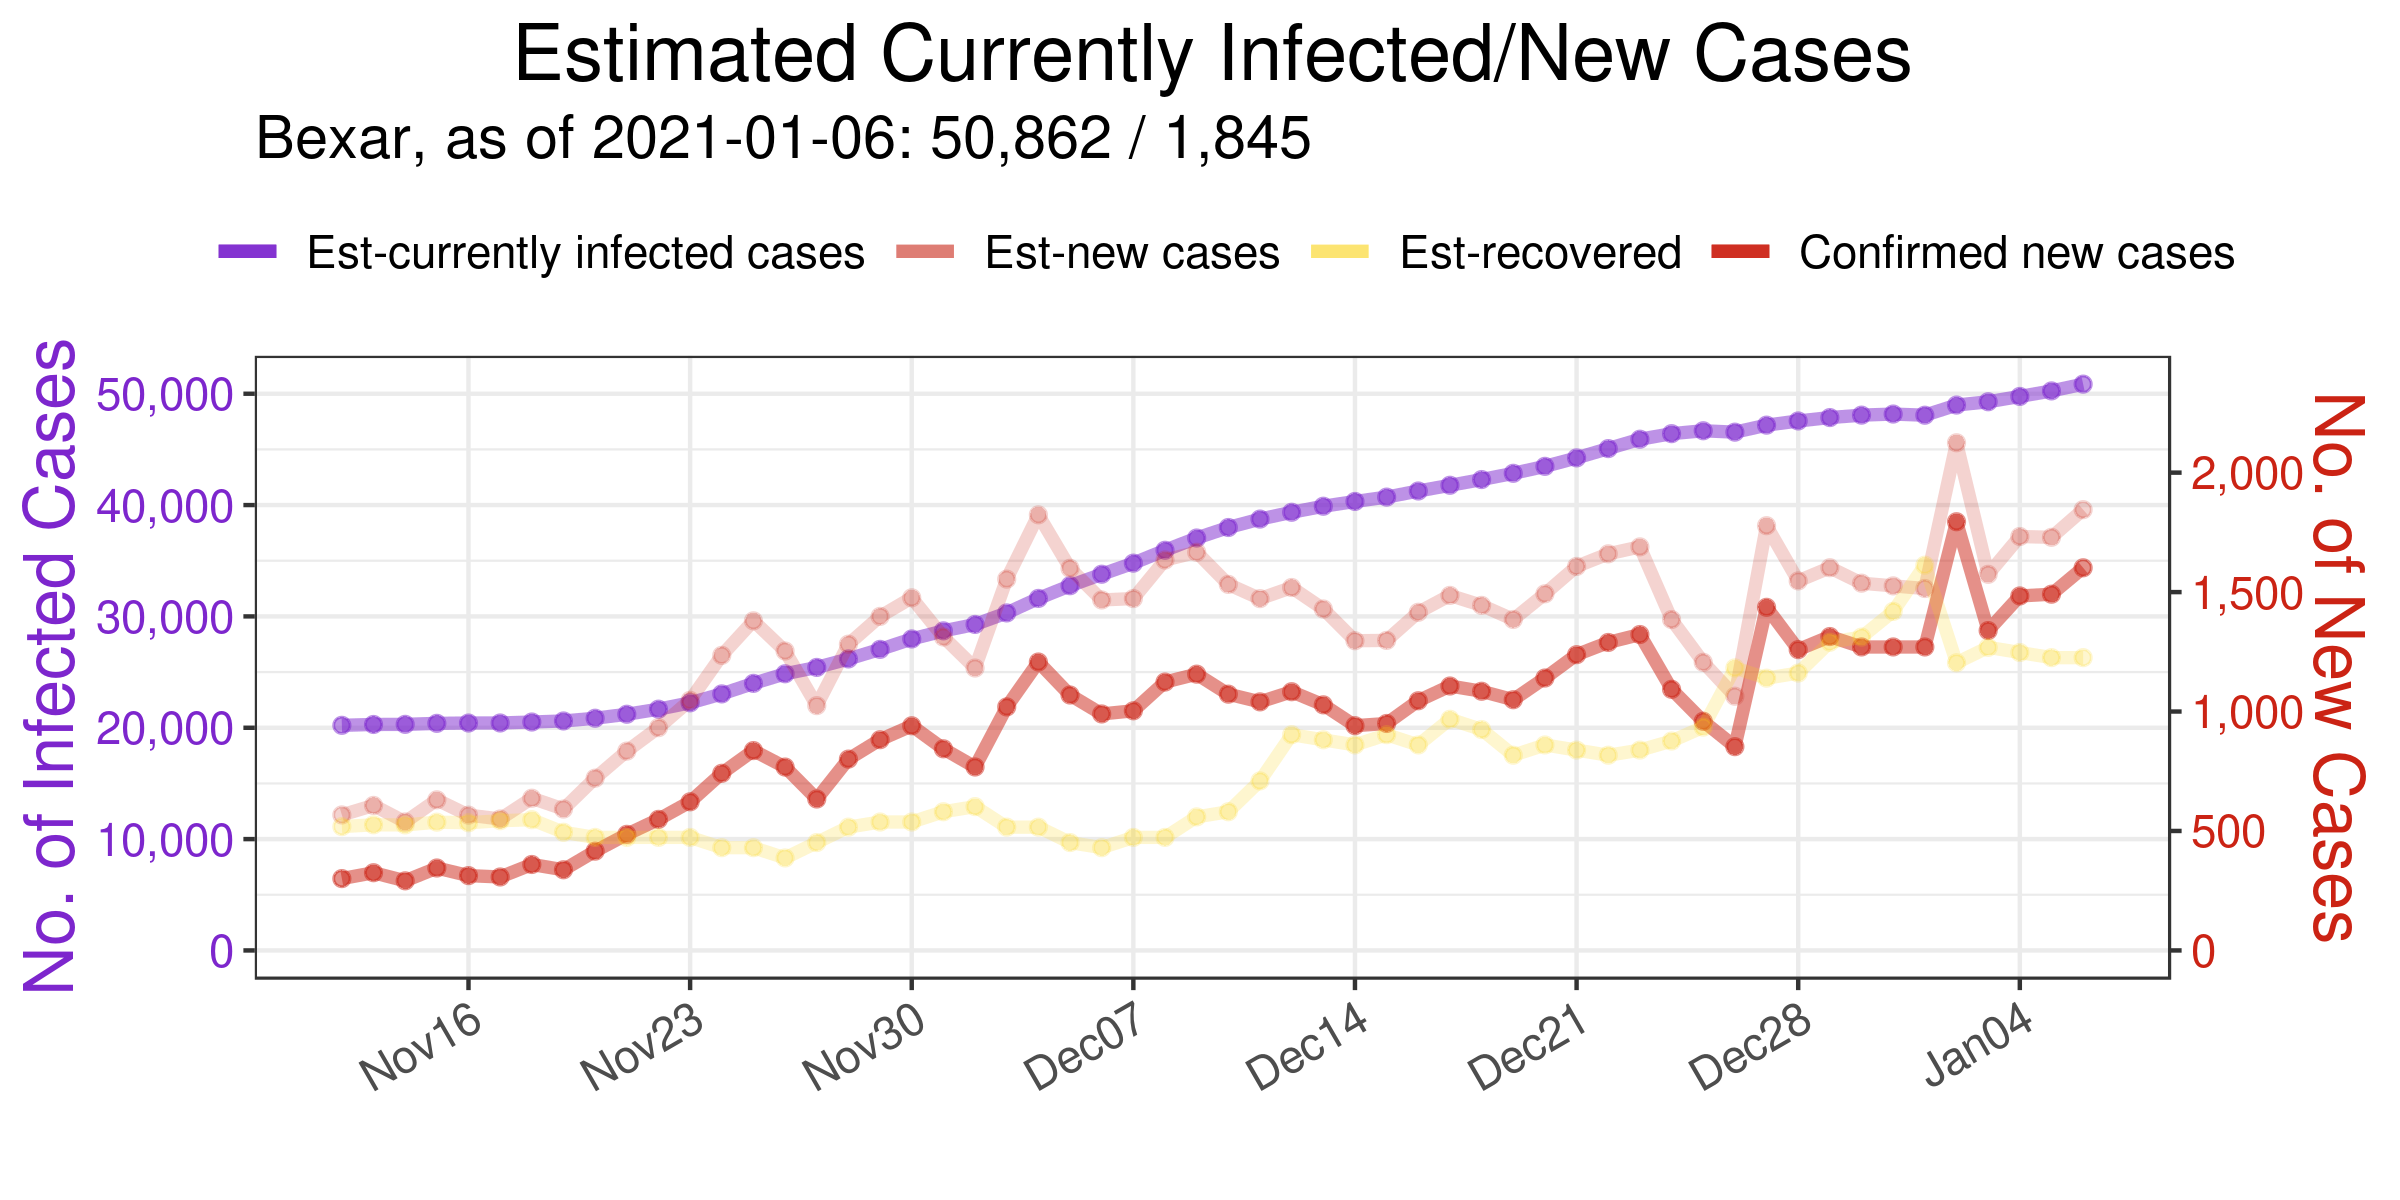 Estimated Currently Infected/New Cases
Bexar, as of 2021-01-06: 50,862 / 1,845
Est-currently infected cases Est-new cases Est-recovered Confirmed new cases
No. of Infected Cases
50,000
40,000
30,000
20,000
10,000
0
2,000
1,500
1,000
500
0
No. of New Cases
Nov16 Nov23 Nov30 Dec07 Dec14 Dec21 Dec28 Jan04